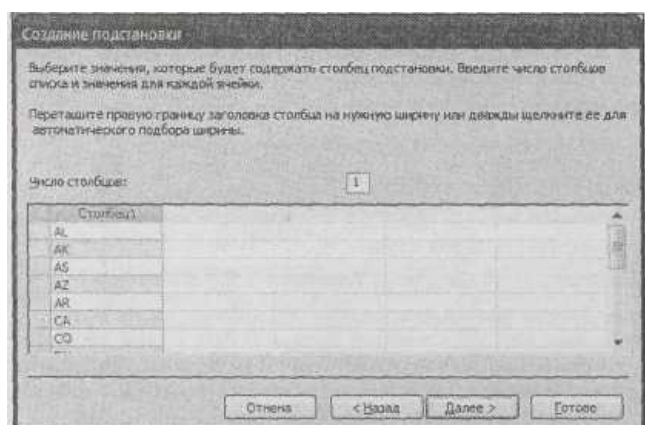 Создание подстановки
Выберите значения, которые будет содержать столбец подстановки. Введите число столбцов
списка и значения для каждой ячейки.
Перетащите правую границу заголовка столбца на нужную ширину или дважды щелкните ее для
автоматического подбора ширины.
Число столбцов: 1
Столбец1
AL
AK
AS
AZ
AR
CA
CO
Отмена < Назад Далее > Готово